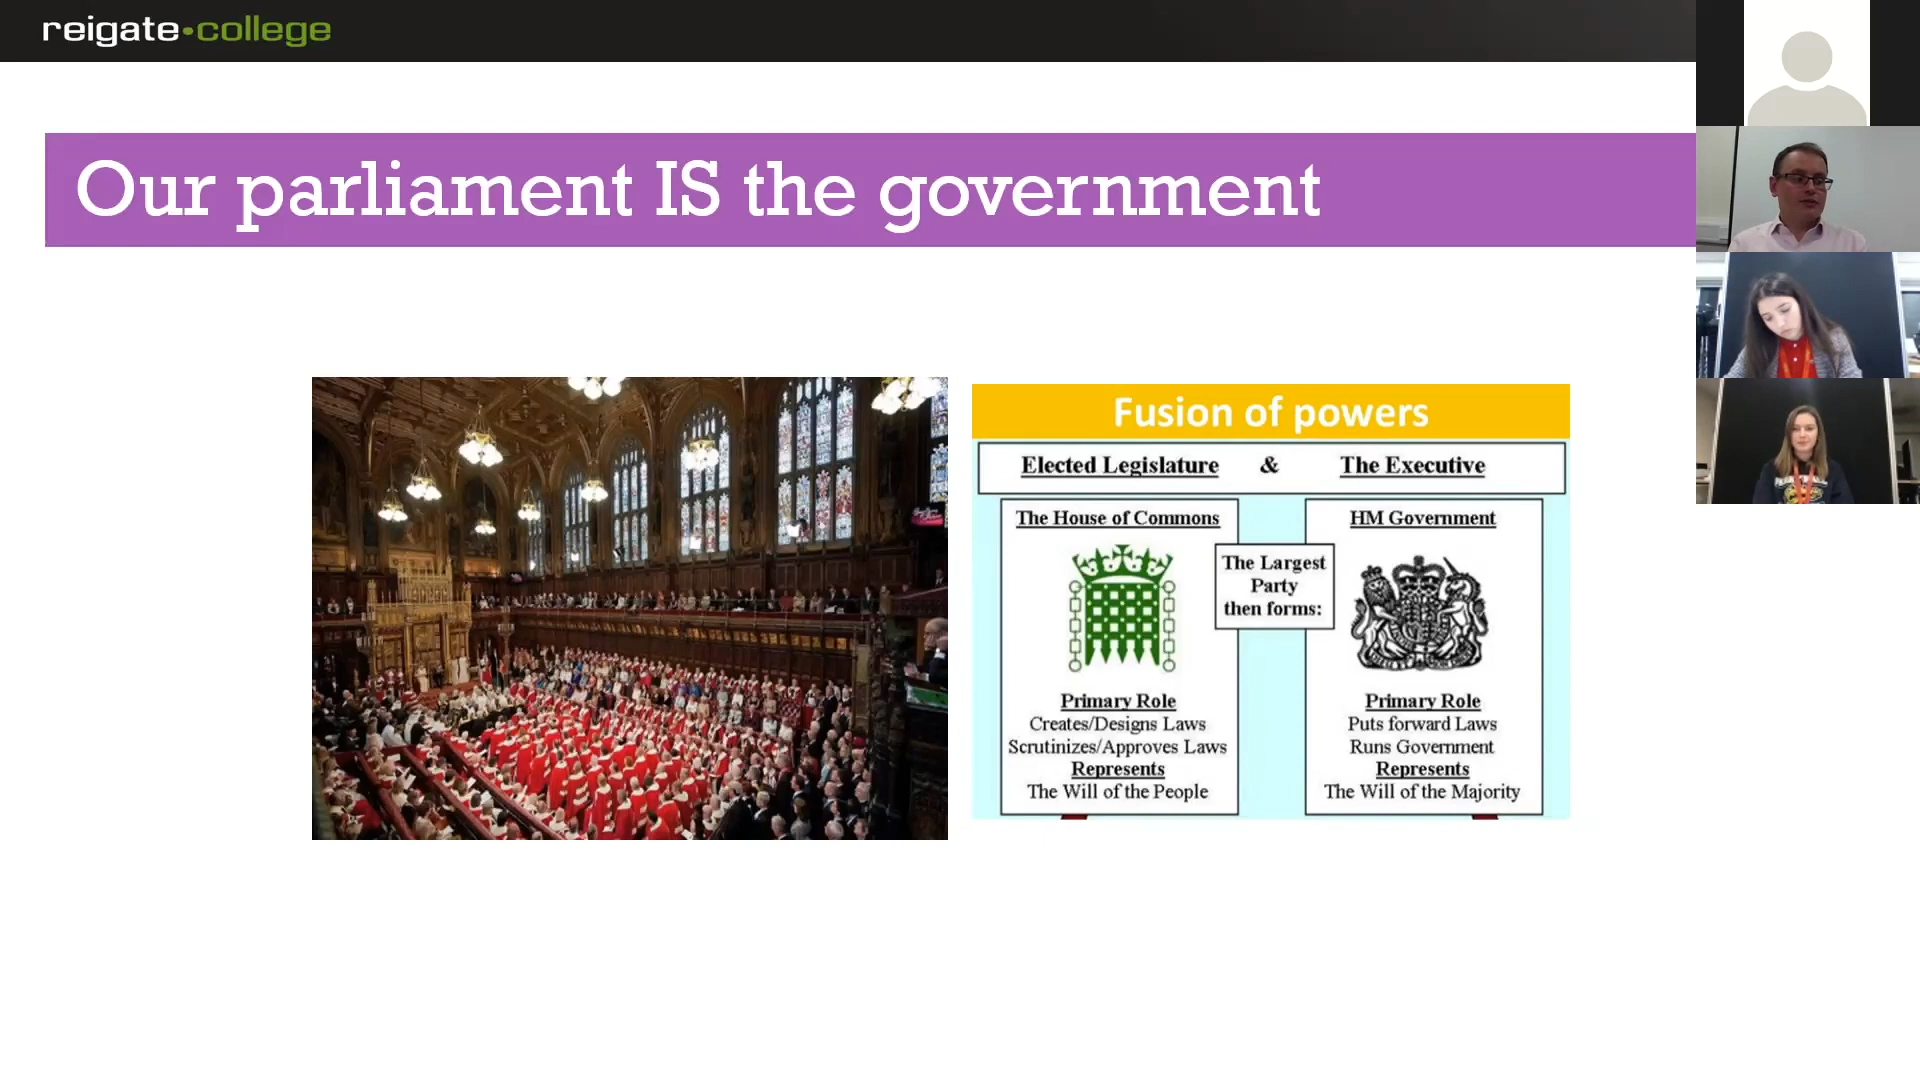 reigate•college
Our parliament IS the government
Fusion of powers
Elected Legislature & The Executive
The House of Commons
HM Government
The Largest
Party
then forms:
Primary Role
Creates/Designs Laws
Scrutinizes/Approves Laws
Represents
The Will of the People
Primary Role
Puts forward Laws
Runs Government
Represents
The Will of the Majority